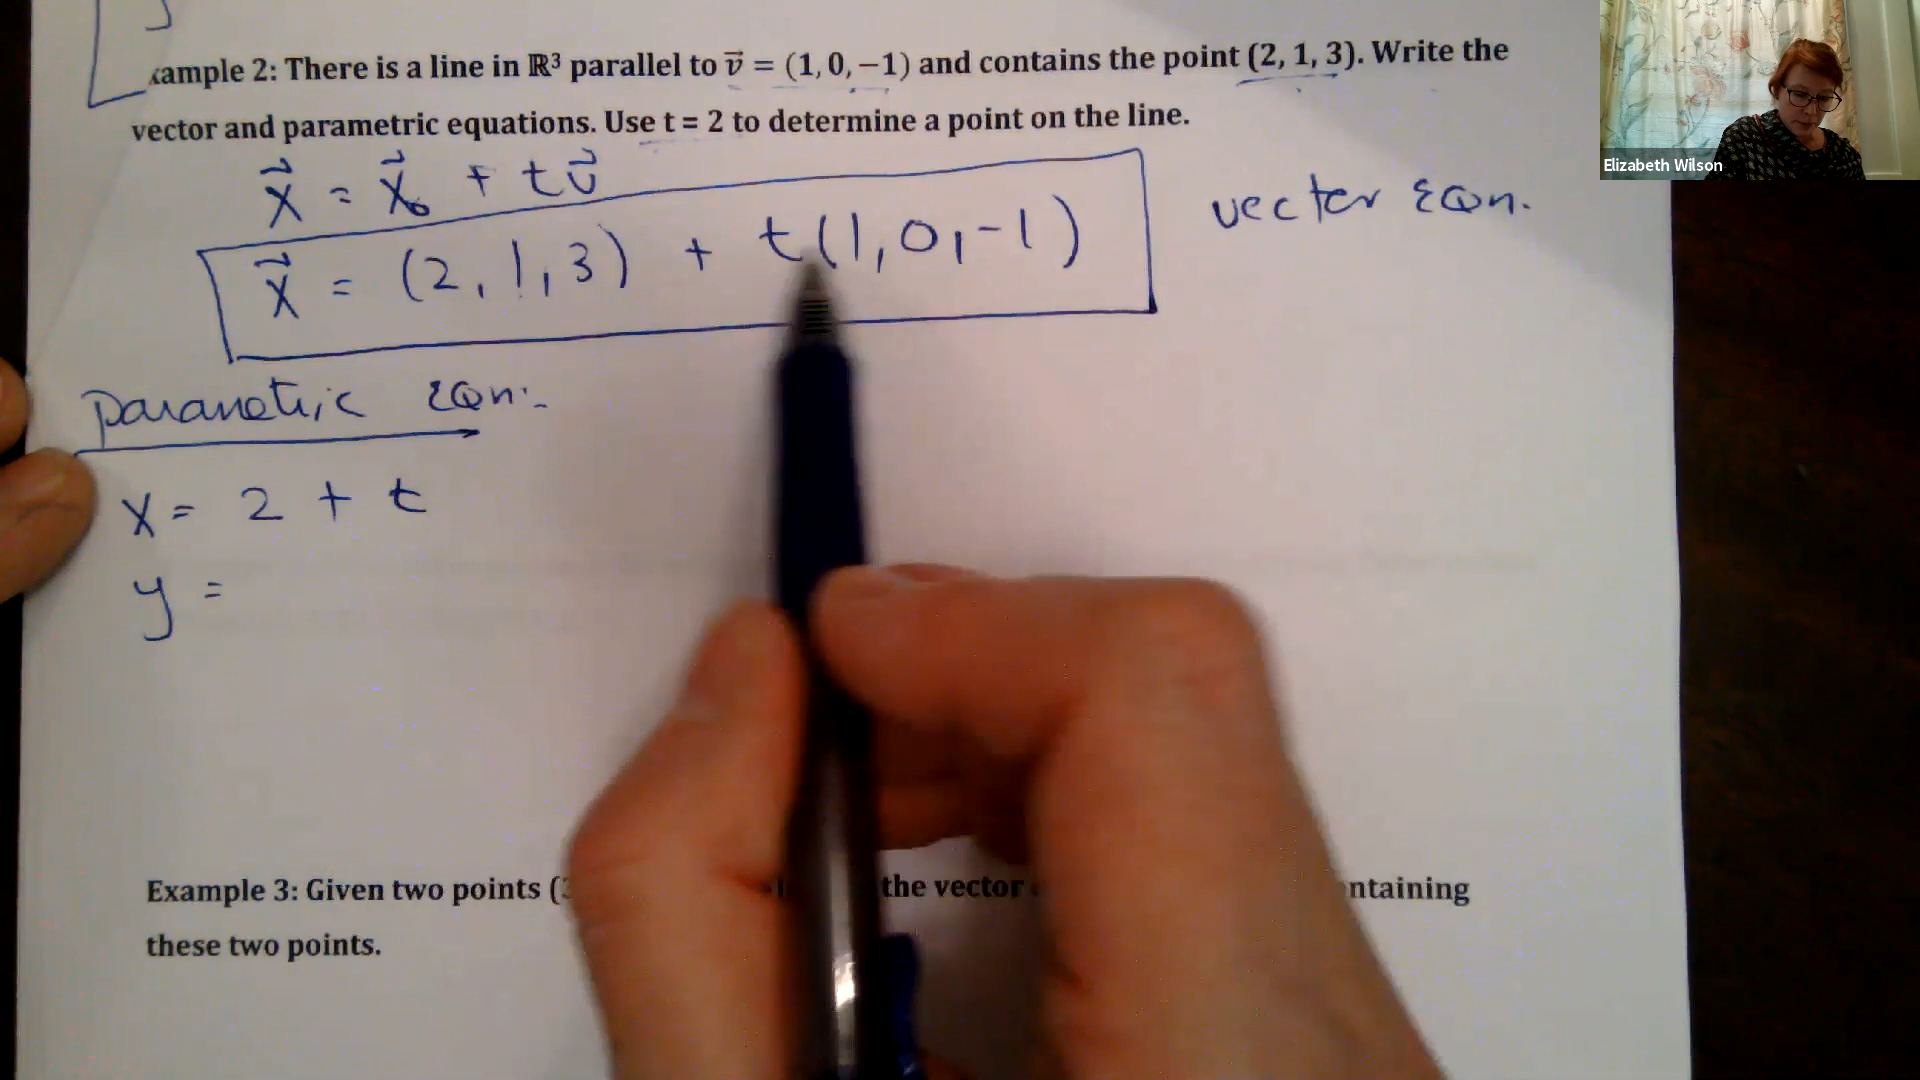 xample 2: There is a line in ℝ³ parallel to v⃗ = (1, 0, −1) and contains the point (2, 1, 3). Write the
vector and parametric equations. Use t = 2 to determine a point on the line.
x⃗ = x⃗₀ + tv⃗
vector Eqn.
x⃗ = (2, 1, 3) + t(1, 0, -1)
parametric Eqn:
x = 2 + t
y =
Example 3: Given two points (3 the vector ntaining
these two points.
Elizabeth Wilson